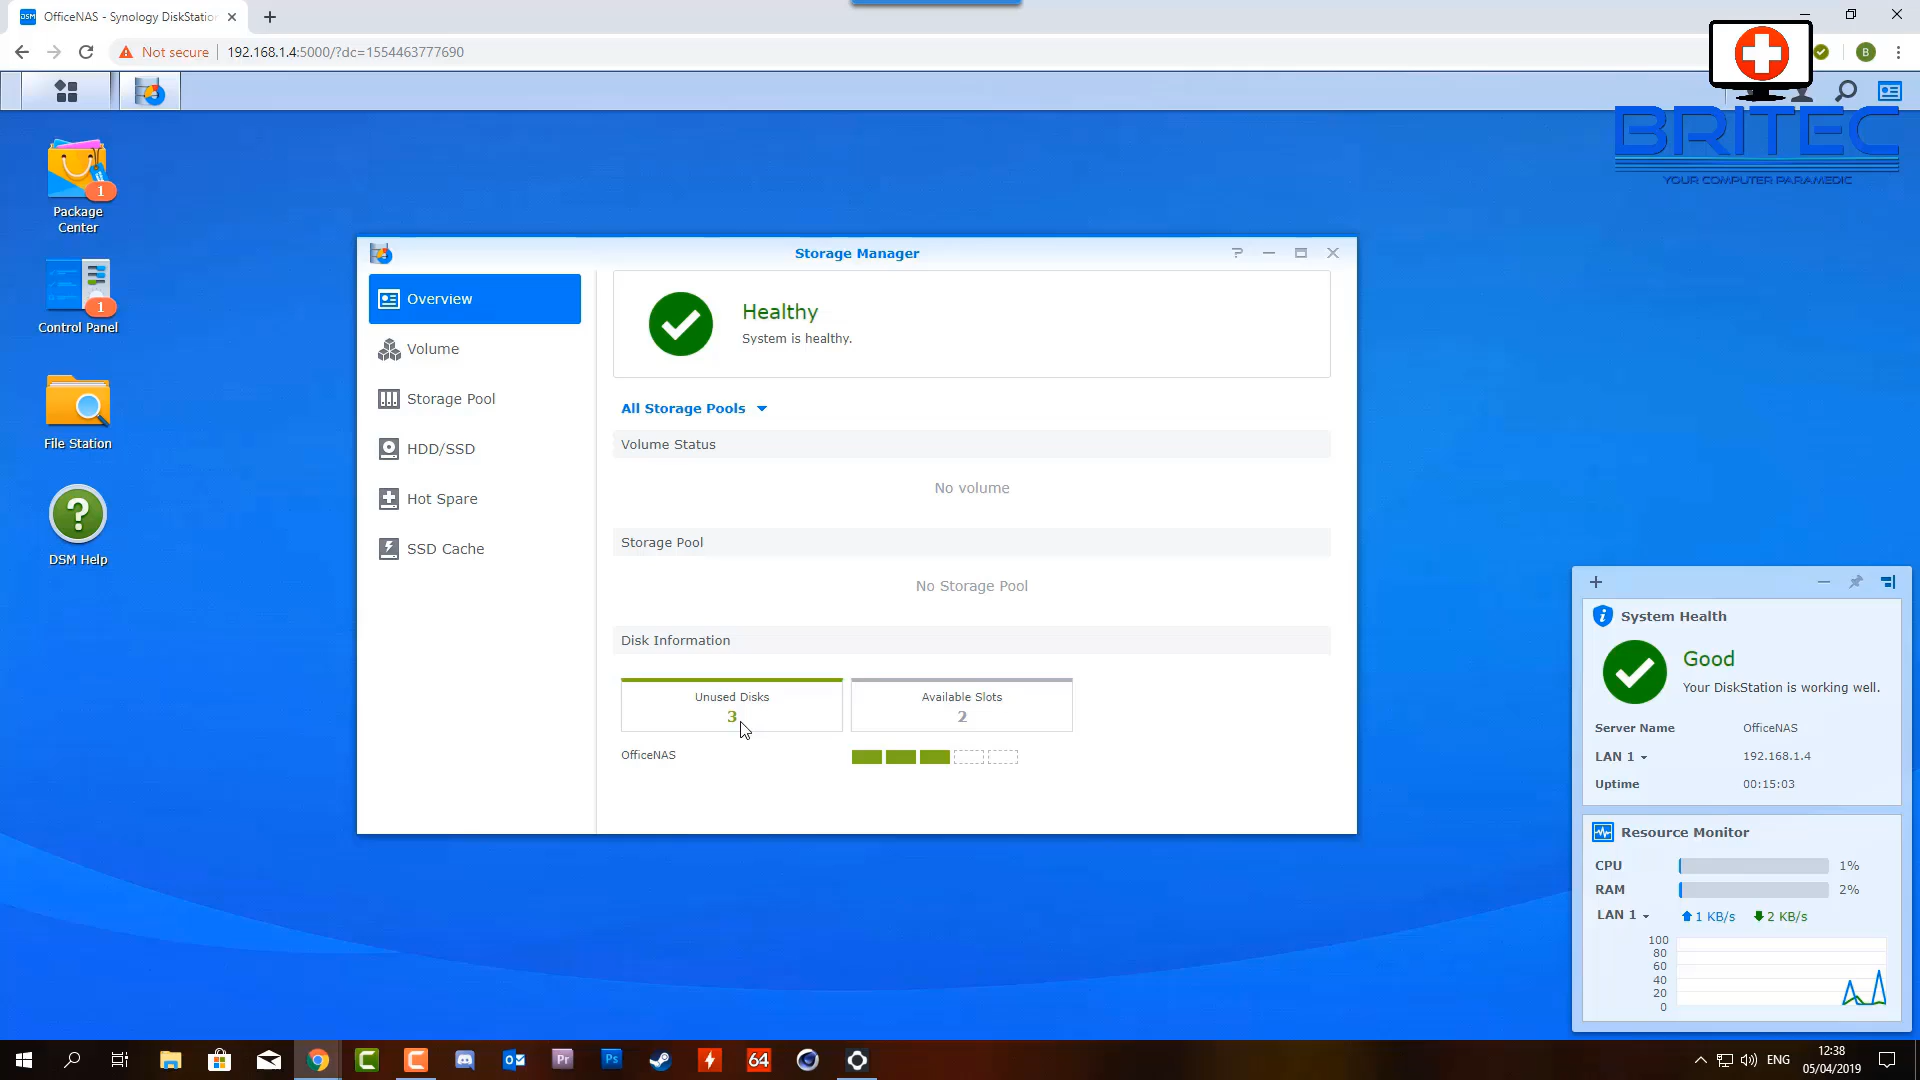 OfficeNAS - Synology DiskStation
Not secure
192.168.1.4:5000/?dc=1554463777690
B
BRITEC
YOUR COMPUTER PARAMEDIC
1
Package
Center
1
Control Panel
File Station
DSM Help
Storage Manager
Overview
Volume
Storage Pool
HDD/SSD
Hot Spare
SSD Cache
Healthy
System is healthy.
All Storage Pools
Volume Status
No volume
Storage Pool
No Storage Pool
Disk Information
Unused Disks
3
Available Slots
2
OfficeNAS
System Health
Good
Your DiskStation is working well.
Server Name OfficeNAS
LAN 1 192.168.1.4
Uptime 00:15:03
Resource Monitor
CPU 1%
RAM 2%
LAN 1 1 KB/s 2 KB/s
100
80
60
40
20
0
Pr
Ps
64
ENG
12:38
05/04/2019